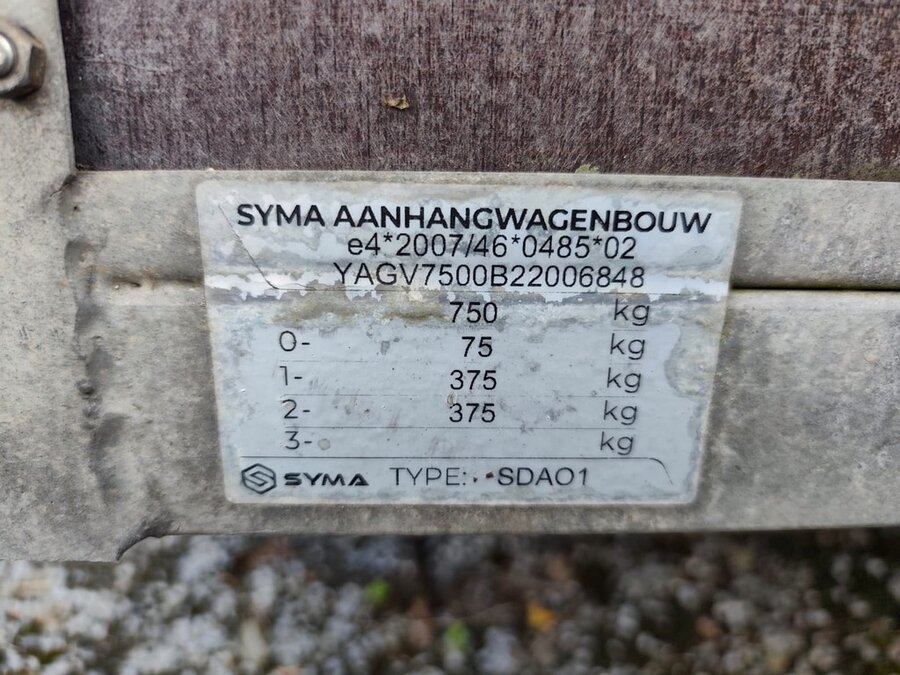 SYMA AANHANGWAGENBOUW
e4*2007/46*0485*02
YAGV7500B22006848
750 kg
0- 75 kg
1- 375 kg
2- 375 kg
3- kg
SYMA TYPE: SDAO1